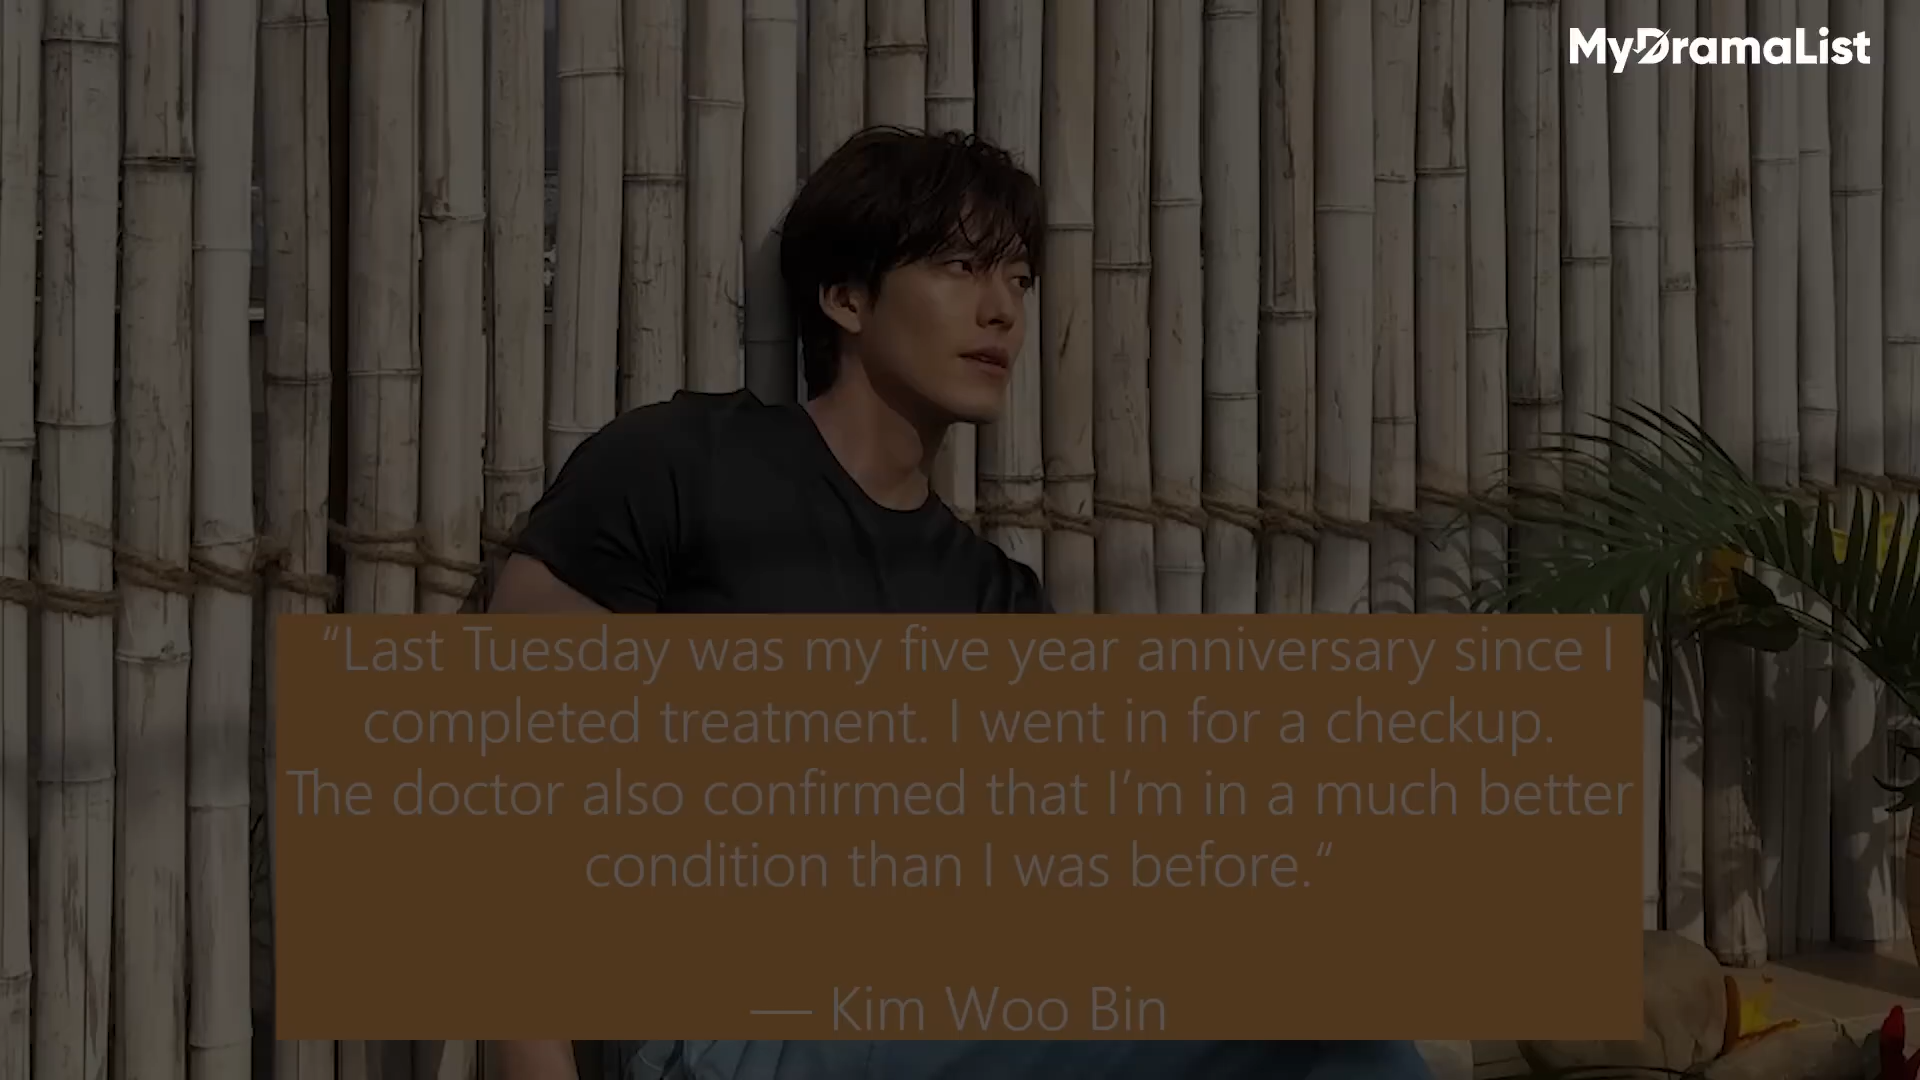 MyDramaList
“Last Tuesday was my five year anniversary since I
completed treatment. I went in for a checkup.
The doctor also confirmed that I’m in a much better
condition than I was before.“
— Kim Woo Bin